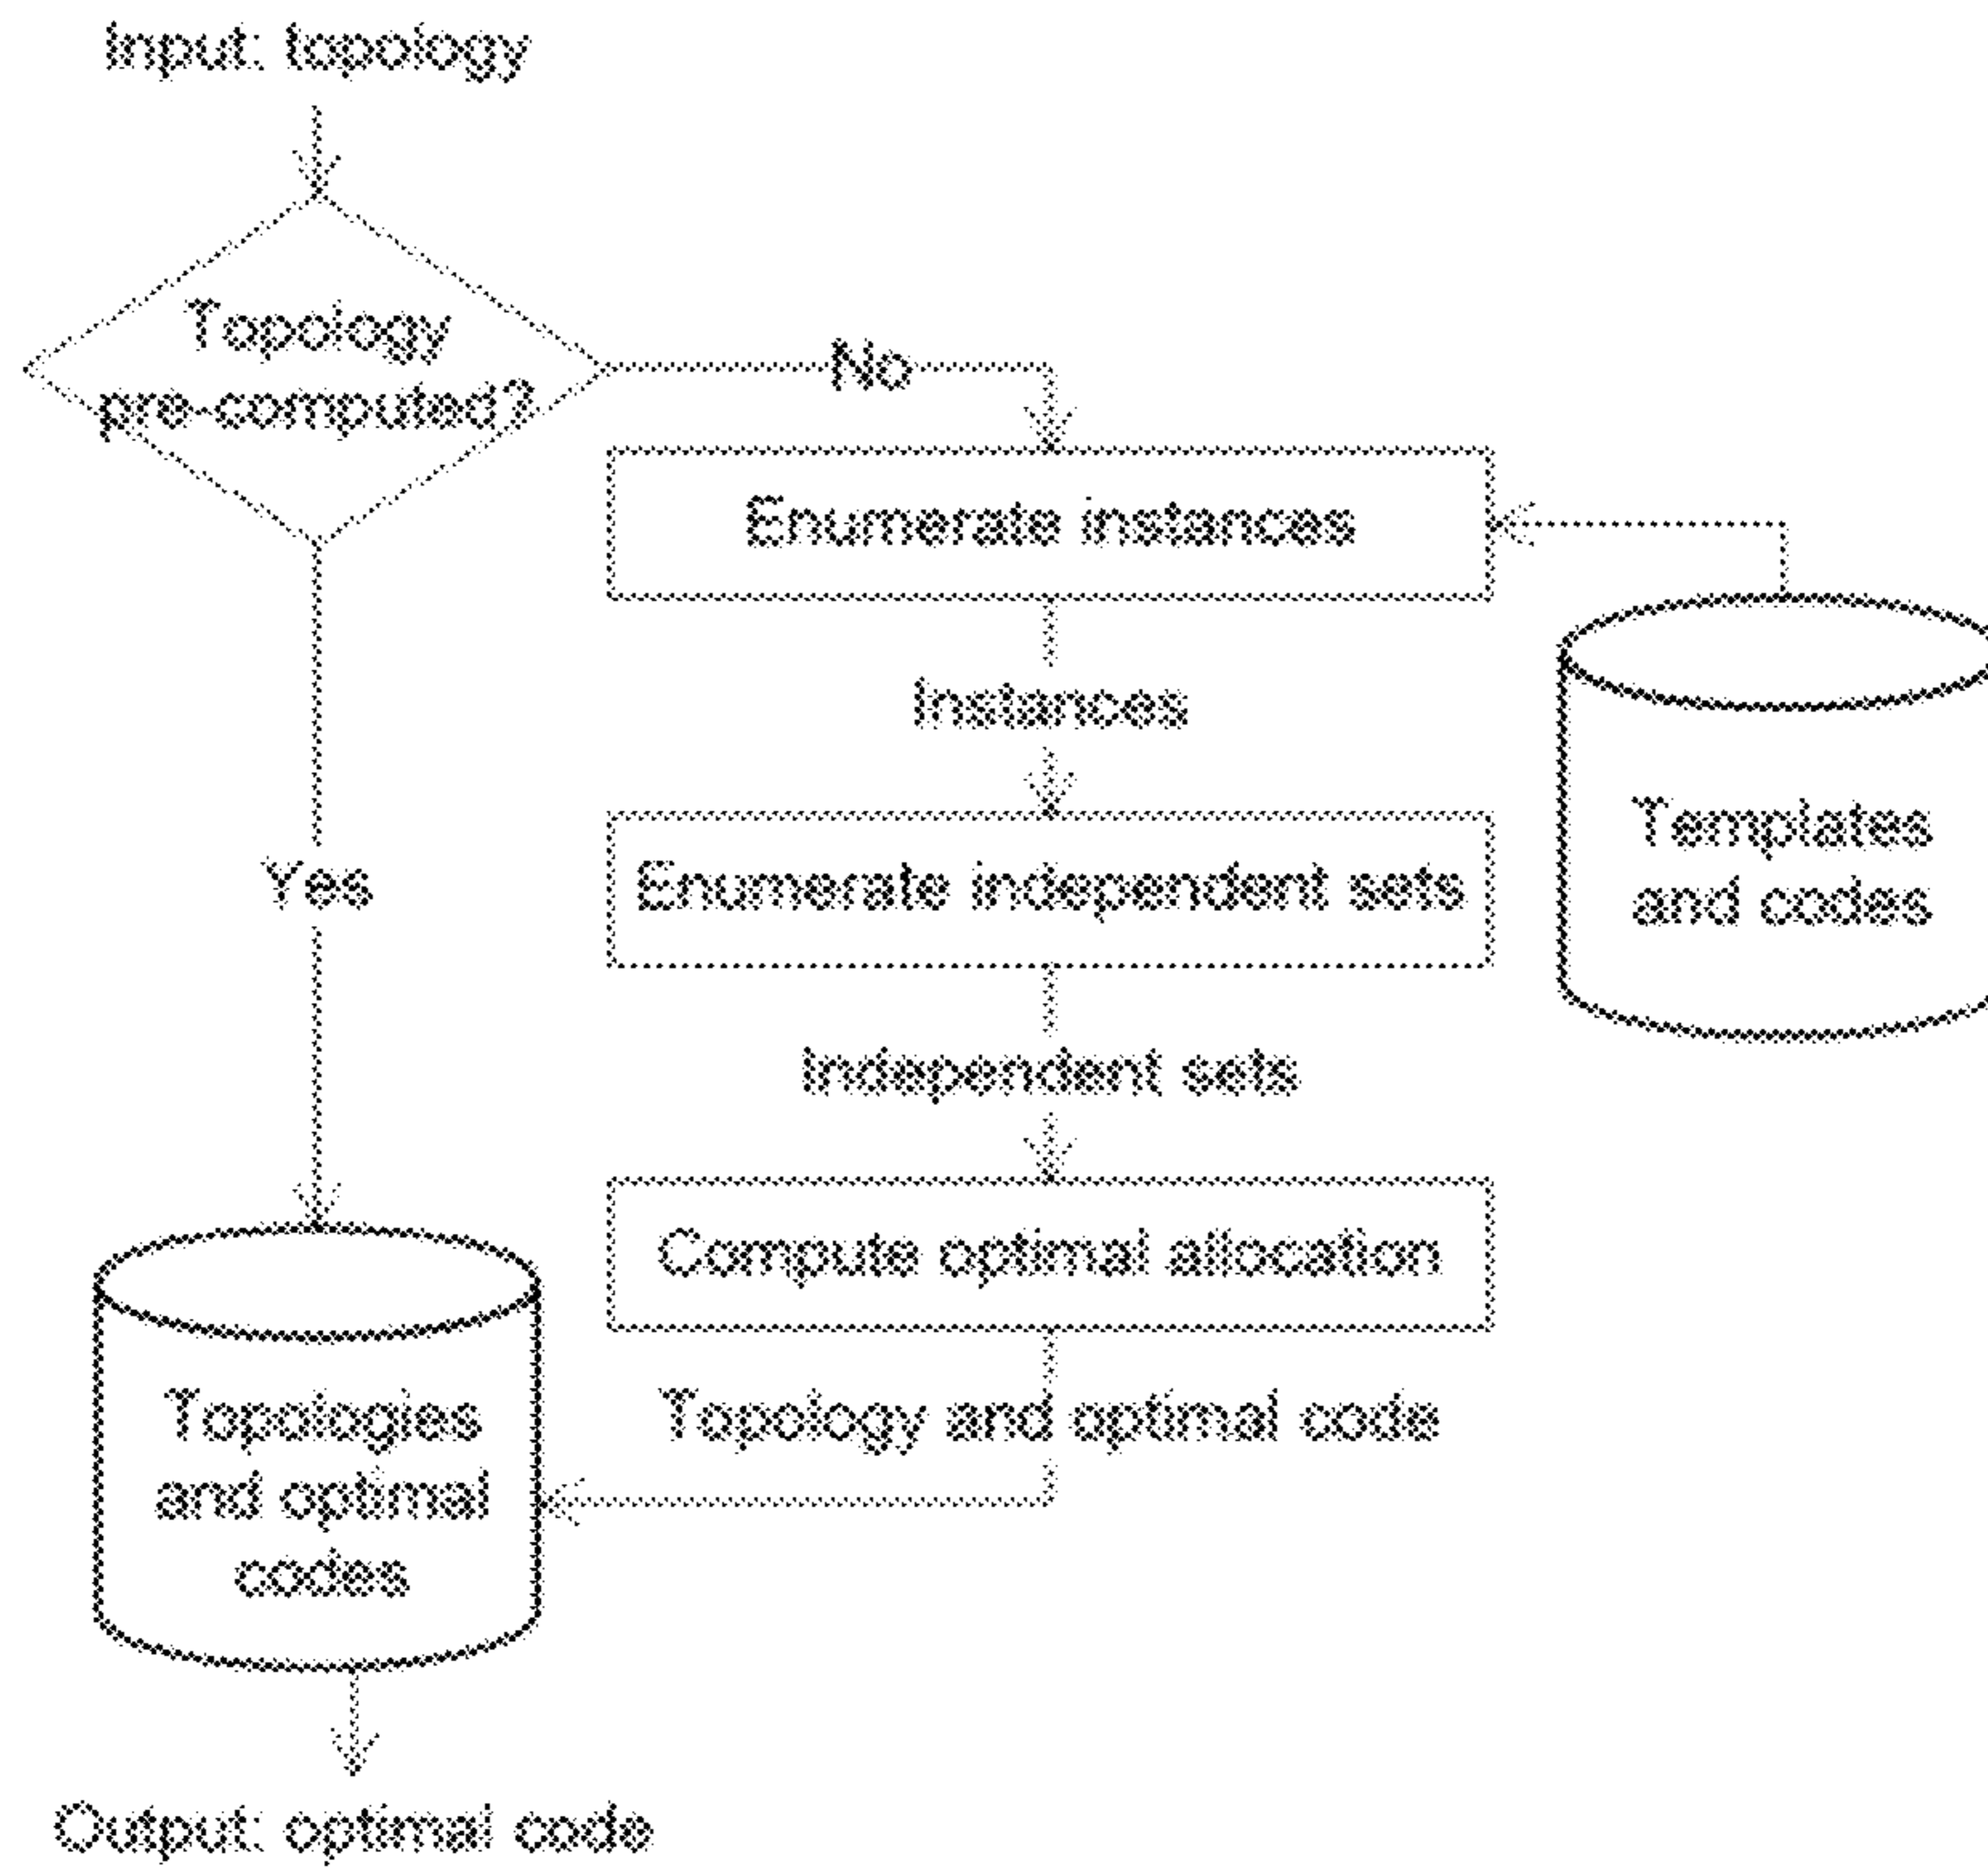 Input: topology
Topology
pre-computed?
No
Enumerate instances
Instances
Templates
and codes
Yes
Enumerate independent sets
Independent sets
Compute optimal allocation
Topology and optimal code
Topologies
and optimal
codes
Output: optimal code